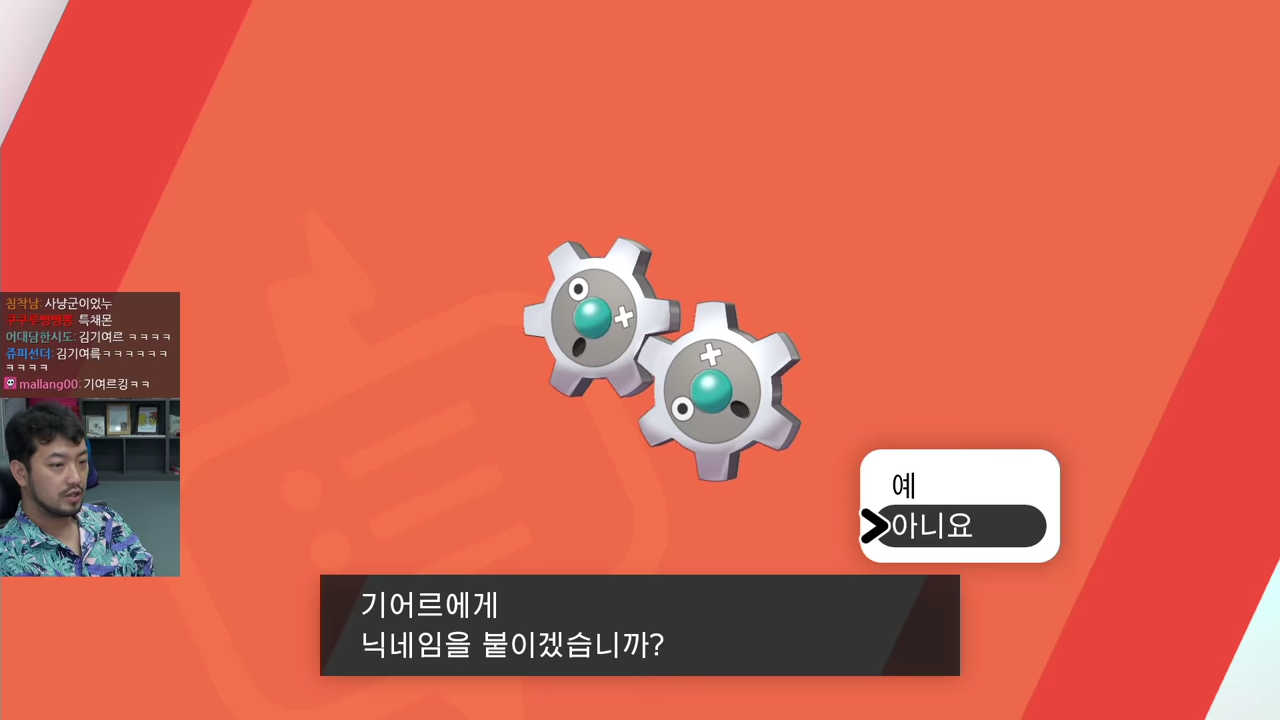 침착남: 사냥군이었누
쿠쿠루삥뽕: 특채몬
어대담한시도: 김기여르 ㅋㅋㅋㅋ
쥬피선더: 김기여륵ㅋㅋㅋㅋㅋㅋ
ㅋㅋㅋㅋ
mallang00: 기여르킹ㅋㅋ
예
아니요
기어르에게
닉네임을 붙이겠습니까?